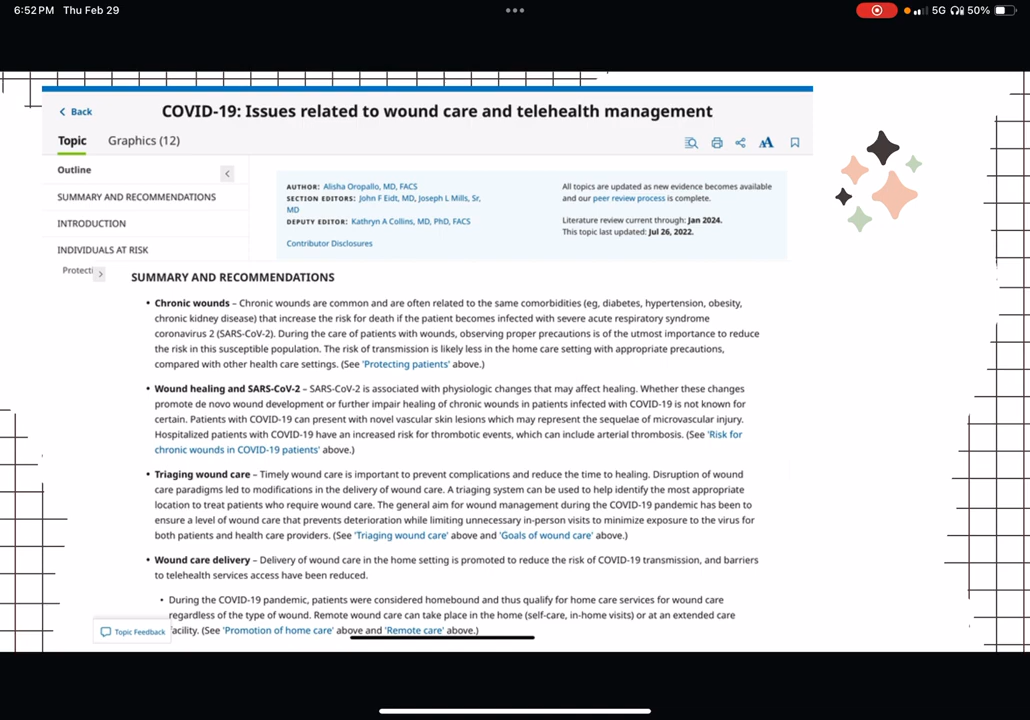 6:52 PM Thu Feb 29
5G 50%
Back
COVID-19: Issues related to wound care and telehealth management
Topic Graphics (12)
AA
Outline
SUMMARY AND RECOMMENDATIONS
INTRODUCTION
INDIVIDUALS AT RISK
Protecti
AUTHOR: Alisha Oropallo, MD, FACS
SECTION EDITORS: John F Eidt, MD, Joseph L Mills, Sr,
MD
DEPUTY EDITOR: Kathryn A Collins, MD, PhD, FACS
Contributor Disclosures
All topics are updated as new evidence becomes available
and our peer review process is complete.
Literature review current through: Jan 2024.
This topic last updated: Jul 26, 2022.
SUMMARY AND RECOMMENDATIONS
• Chronic wounds – Chronic wounds are common and are often related to the same comorbidities (eg, diabetes, hypertension, obesity,
chronic kidney disease) that increase the risk for death if the patient becomes infected with severe acute respiratory syndrome
coronavirus 2 (SARS-CoV-2). During the care of patients with wounds, observing proper precautions is of the utmost importance to reduce
the risk in this susceptible population. The risk of transmission is likely less in the home care setting with appropriate precautions,
compared with other health care settings. (See 'Protecting patients' above.)
• Wound healing and SARS-CoV-2 – SARS-CoV-2 is associated with physiologic changes that may affect healing. Whether these changes
promote de novo wound development or further impair healing of chronic wounds in patients infected with COVID-19 is not known for
certain. Patients with COVID-19 can present with novel vascular skin lesions which may represent the sequelae of microvascular injury.
Hospitalized patients with COVID-19 have an increased risk for thrombotic events, which can include arterial thrombosis. (See 'Risk for
chronic wounds in COVID-19 patients' above.)
• Triaging wound care – Timely wound care is important to prevent complications and reduce the time to healing. Disruption of wound
care paradigms led to modifications in the delivery of wound care. A triaging system can be used to help identify the most appropriate
location to treat patients who require wound care. The general aim for wound management during the COVID-19 pandemic has been to
ensure a level of wound care that prevents deterioration while limiting unnecessary in-person visits to minimize exposure to the virus for
both patients and health care providers. (See 'Triaging wound care' above and 'Goals of wound care' above.)
• Wound care delivery – Delivery of wound care in the home setting is promoted to reduce the risk of COVID-19 transmission, and barriers
to telehealth services access have been reduced.
• During the COVID-19 pandemic, patients were considered homebound and thus qualify for home care services for wound care
regardless of the type of wound. Remote wound care can take place in the home (self-care, in-home visits) or at an extended care
acility. (See 'Promotion of home care' above and 'Remote care' above.)
Topic Feedback